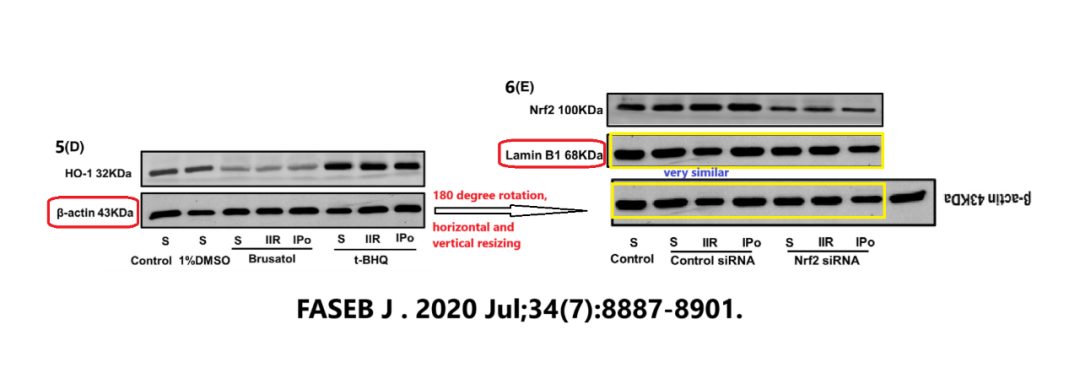 6(E)
Nrf2 100KDa
5(D)
HO-1 32KDa
Lamin B1 68KDa
very similar
β-actin 43KDa
180 degree rotation,
horizontal and
vertical resizing
β-actin 43KDa
S S S IIR IPo S IIR IPo
Control 1%DMSO Brusatol t-BHQ
S S IIR IPo S IIR IPo
Control Control siRNA Nrf2 siRNA
FASEB J . 2020 Jul;34(7):8887-8901.